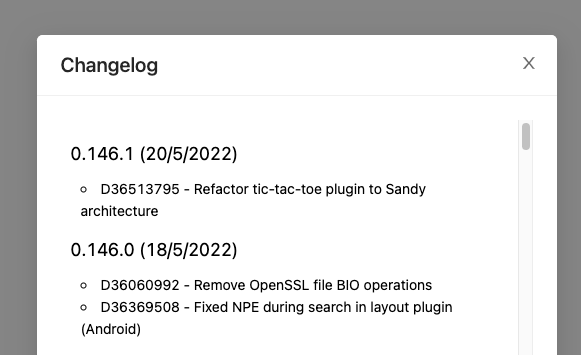 Changelog
0.146.1 (20/5/2022)
D36513795 - Refactor tic-tac-toe plugin to Sandy
architecture
0.146.0 (18/5/2022)
D36060992 - Remove OpenSSL file BIO operations
D36369508 - Fixed NPE during search in layout plugin
(Android)